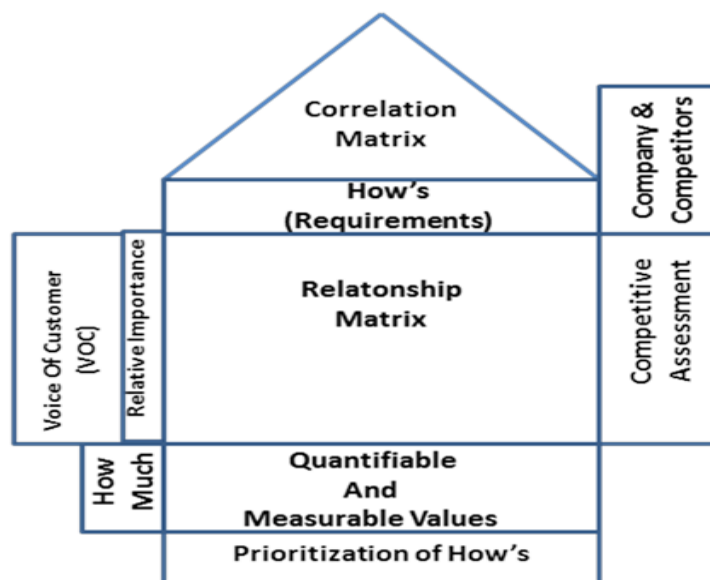 Correlation
Matrix
How's
(Requirements)
Company &
Competitors
Voice Of Customer
(VOC)
Relative Importance
Relatonship
Matrix
Competitive
Assessment
How
Much
Quantifiable
And
Measurable Values
Prioritization of How's